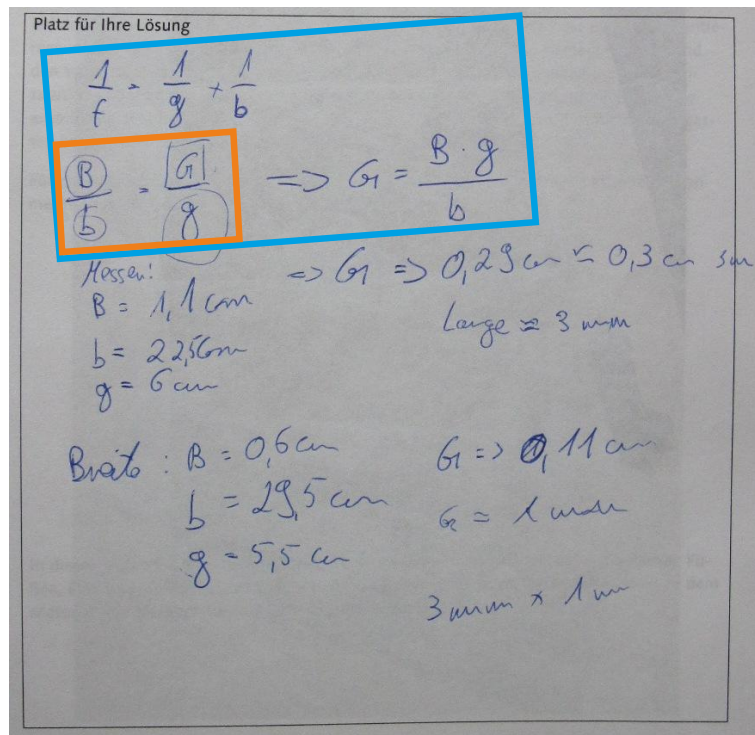 Platz für Ihre Lösung
1/f = 1/g + 1/b
B/b = G/g => G = B · g / b
Messen: => G => 0,29 cm ≈ 0,3 cm 3m
B = 1,1 cm
Länge ≈ 3 mm
b = 22,5 cm
g = 6 cm
Breite : B = 0,6 cm G => 0,11 cm
b = 29,5 cm G = 1 mm
g = 5,5 cm
3 mm x 1 mm